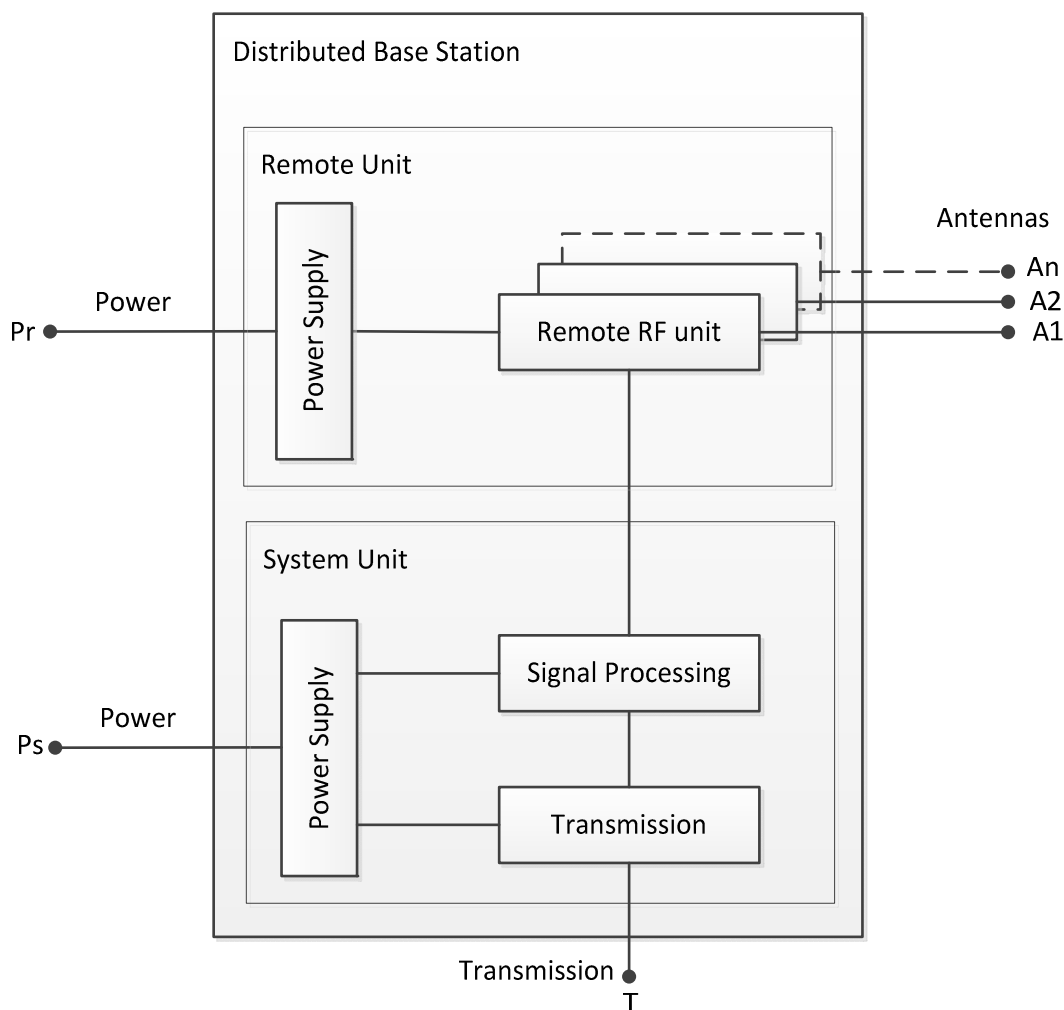 Distributed Base Station
Remote Unit
Antennas
An
Power
A2
Pr
Power Supply
Remote RF unit
A1
System Unit
Signal Processing
Power
Ps
Power Supply
Transmission
Transmission
T